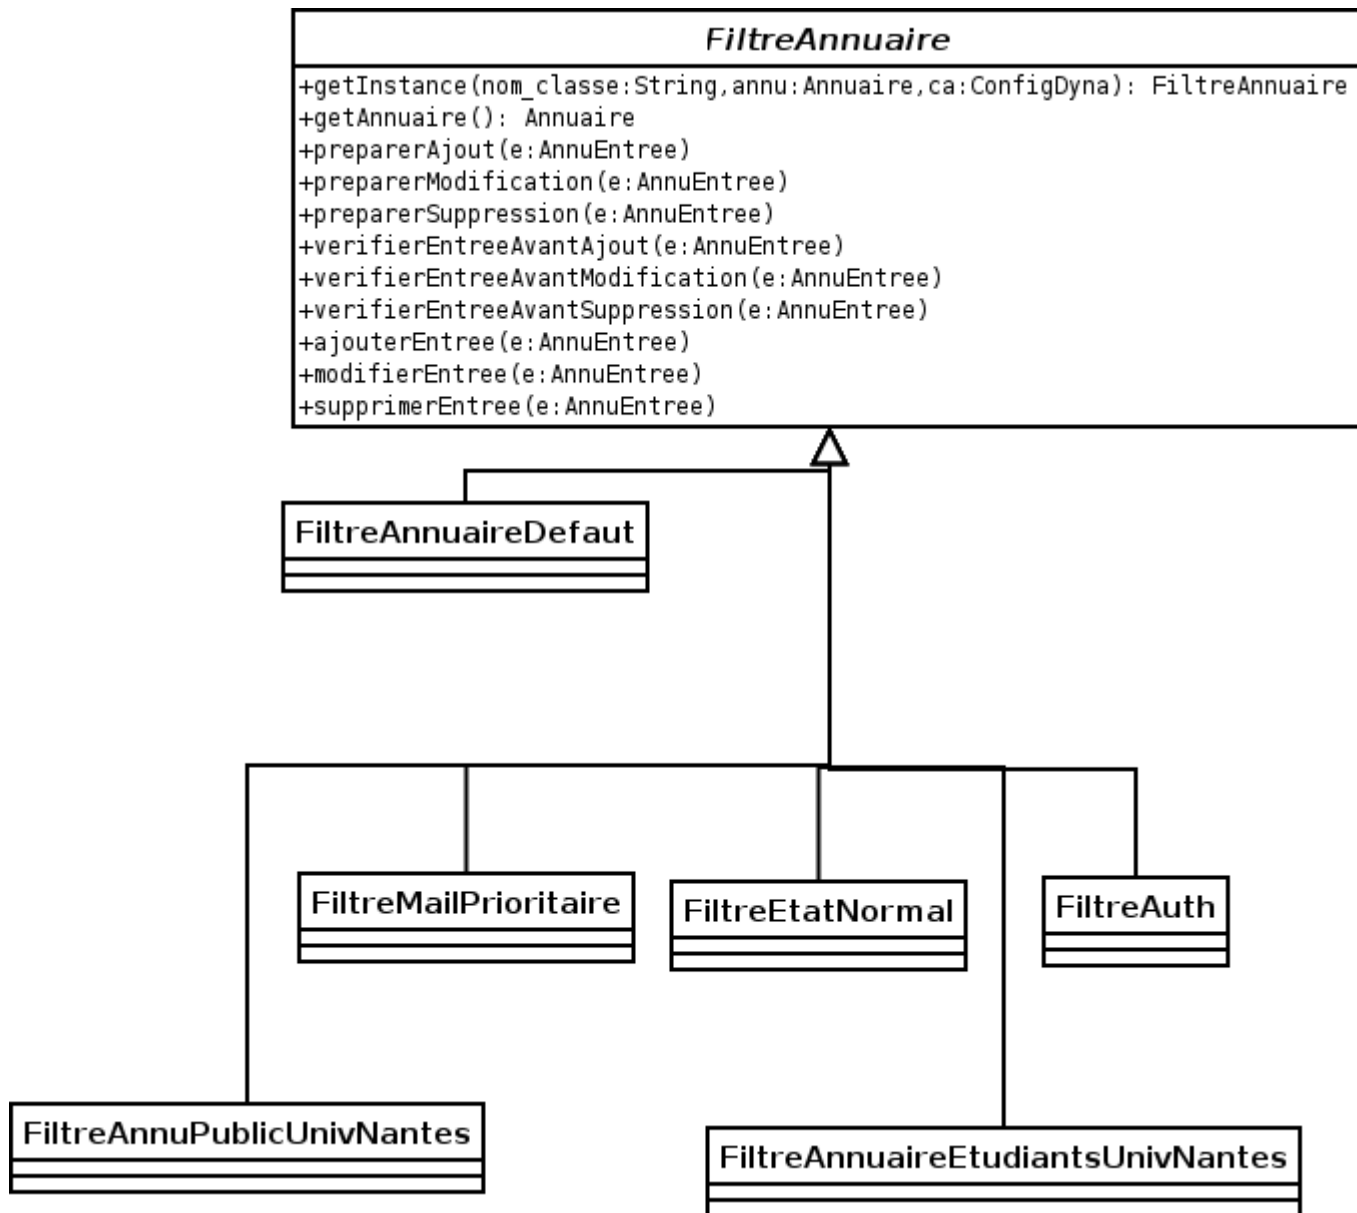 FiltreAnnuaire
+getInstance(nom_classe:String,annu:Annuaire,ca:ConfigDyna): FiltreAnnuaire
+getAnnuaire(): Annuaire
+preparerAjout(e:AnnuEntree)
+preparerModification(e:AnnuEntree)
+preparerSuppression(e:AnnuEntree)
+verifierEntreeAvantAjout(e:AnnuEntree)
+verifierEntreeAvantModification(e:AnnuEntree)
+verifierEntreeAvantSuppression(e:AnnuEntree)
+ajouterEntree(e:AnnuEntree)
+modifierEntree(e:AnnuEntree)
+supprimerEntree(e:AnnuEntree)
FiltreAnnuaireDefaut
FiltreMailPrioritaire
FiltreEtatNormal
FiltreAuth
FiltreAnnuPublicUnivNantes
FiltreAnnuaireEtudiantsUnivNantes